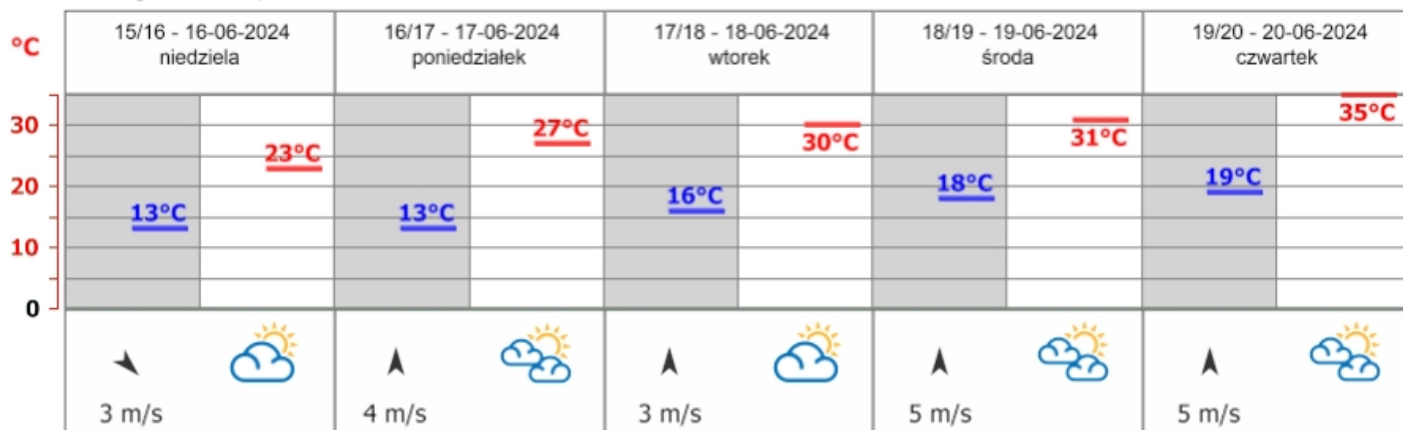 °C
15/16 - 16-06-2024
niedziela
16/17 - 17-06-2024
poniedziałek
17/18 - 18-06-2024
wtorek
18/19 - 19-06-2024
środa
19/20 - 20-06-2024
czwartek
30
20
10
0
13°C
23°C
13°C
27°C
16°C
30°C
18°C
31°C
19°C
35°C
3 m/s
4 m/s
3 m/s
5 m/s
5 m/s